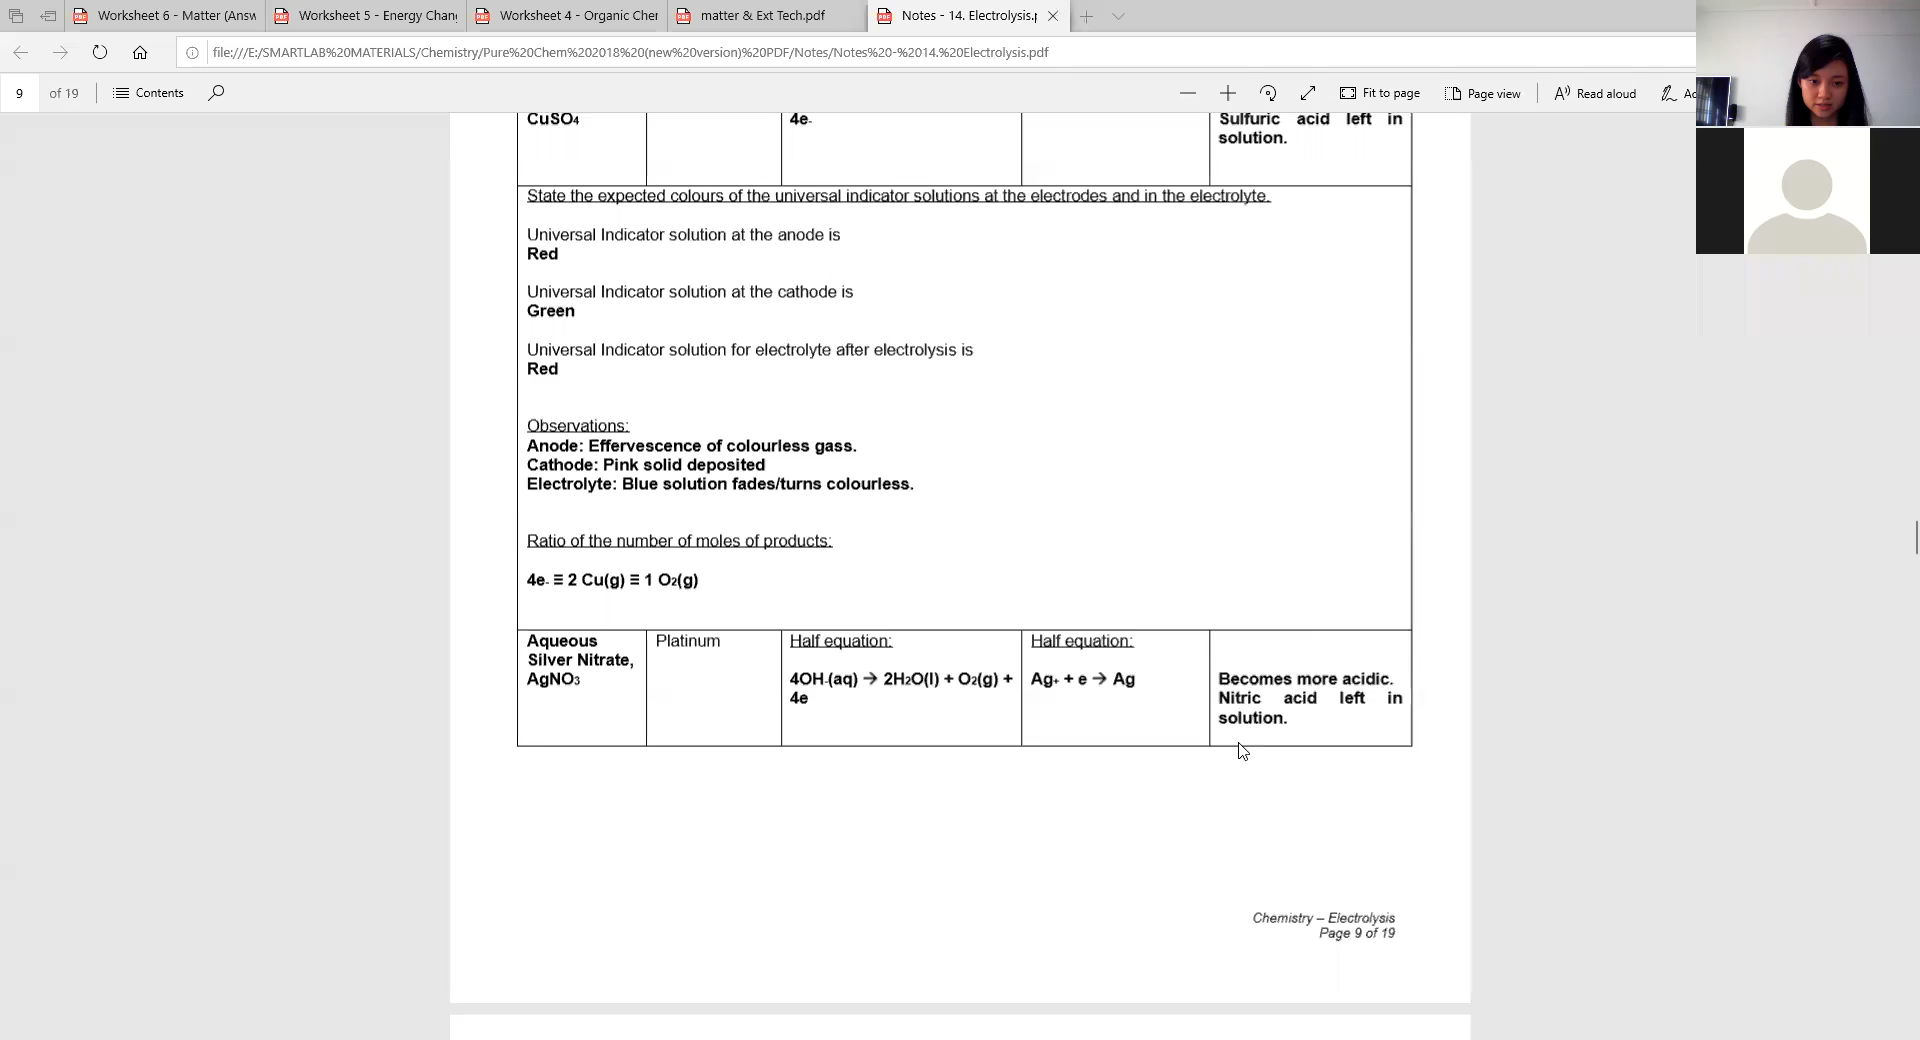 Worksheet 6 - Matter (Answ
Worksheet 5 - Energy Chang
Worksheet 4 - Organic Cher
matter & Ext Tech.pdf
Notes - 14. Electrolysis.p
file:///E:/SMARTLAB%20MATERIALS/Chemistry/Pure%20Chem%202018%20(new%20version)%20PDF/Notes/Notes%20-%2014.%20Electrolysis.pdf
9 of 19
Contents
Fit to page
Page view
Read aloud
Ad
CuSO4
4e-
Sulfuric acid left in
solution.
State the expected colours of the universal indicator solutions at the electrodes and in the electrolyte.
Universal Indicator solution at the anode is
Red
Universal Indicator solution at the cathode is
Green
Universal Indicator solution for electrolyte after electrolysis is
Red
Observations:
Anode: Effervescence of colourless gass.
Cathode: Pink solid deposited
Electrolyte: Blue solution fades/turns colourless.
Ratio of the number of moles of products:
4e- ≡ 2 Cu(g) ≡ 1 O2(g)
Aqueous
Silver Nitrate,
AgNO3
Platinum
Half equation:
4OH-(aq) → 2H2O(l) + O2(g) +
4e
Half equation:
Ag+ + e → Ag
Becomes more acidic.
Nitric acid left in
solution.
Chemistry – Electrolysis
Page 9 of 19